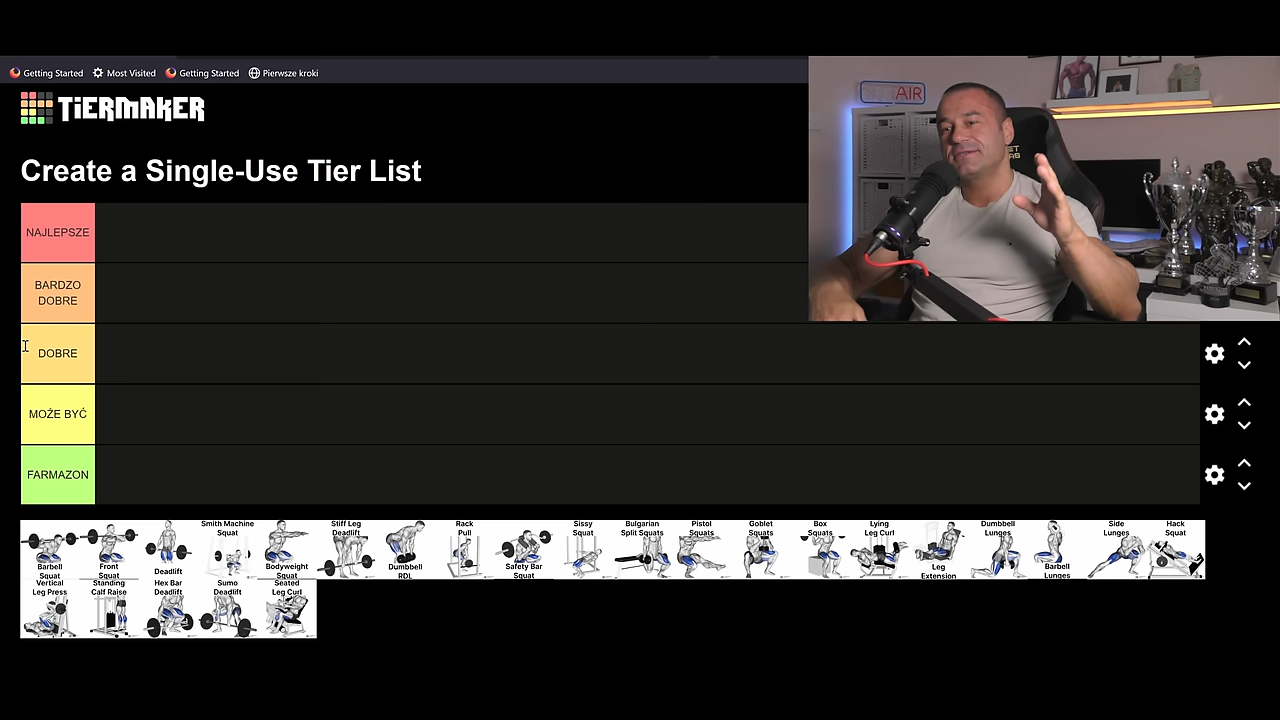 Getting Started
Most Visited
Getting Started
Pierwsze kroki
AIR
TiERMAKER
Create a Single-Use Tier List
NAJLEPSZE
BARDZO
DOBRE
DOBRE
MOŻE BYĆ
FARMAZON
Barbell
Squat
Front
Squat
Deadlift
Smith Machine
Squat
Bodyweight
Squat
Stiff Leg
Deadlift
Dumbbell
RDL
Rack
Pull
Safety Bar
Squat
Sissy
Squat
Bulgarian
Split Squats
Pistol
Squats
Goblet
Squats
Box
Squats
Lying
Leg Curl
Leg
Extension
Dumbbell
Lunges
Barbell
Lunges
Side
Lunges
Hack
Squat
Vertical
Leg Press
Standing
Calf Raise
Hex Bar
Deadlift
Sumo
Deadlift
Seated
Leg Curl